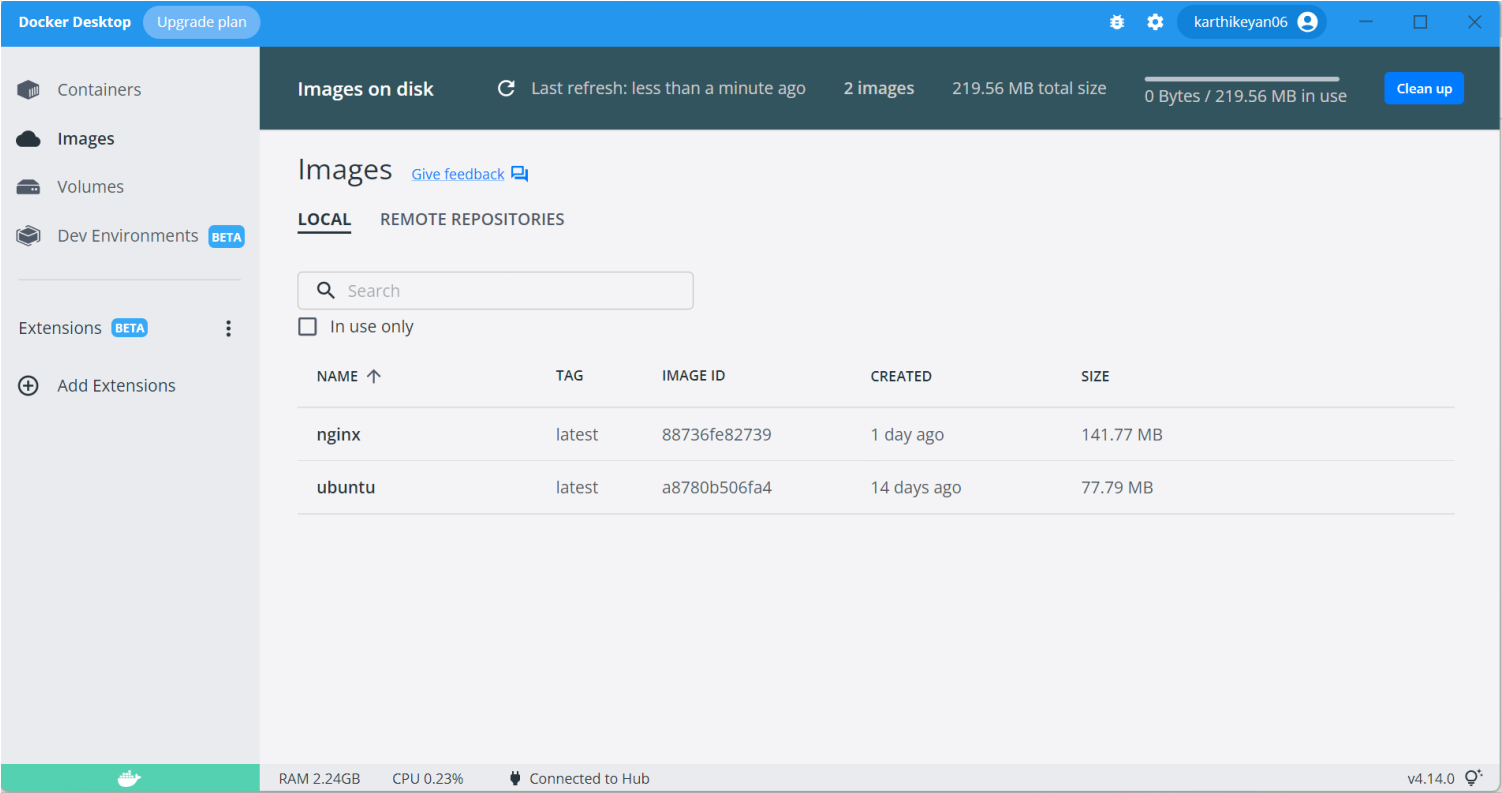 Docker Desktop Upgrade plan karthikeyan06
Containers
Images
Volumes
Dev Environments BETA
Extensions BETA
Add Extensions
Images on disk Last refresh: less than a minute ago 2 images 219.56 MB total size 0 Bytes / 219.56 MB in use Clean up
Images Give feedback
LOCAL REMOTE REPOSITORIES
Search
In use only
NAME TAG IMAGE ID CREATED SIZE
nginx latest 88736fe82739 1 day ago 141.77 MB
ubuntu latest a8780b506fa4 14 days ago 77.79 MB
RAM 2.24GB CPU 0.23% Connected to Hub v4.14.0